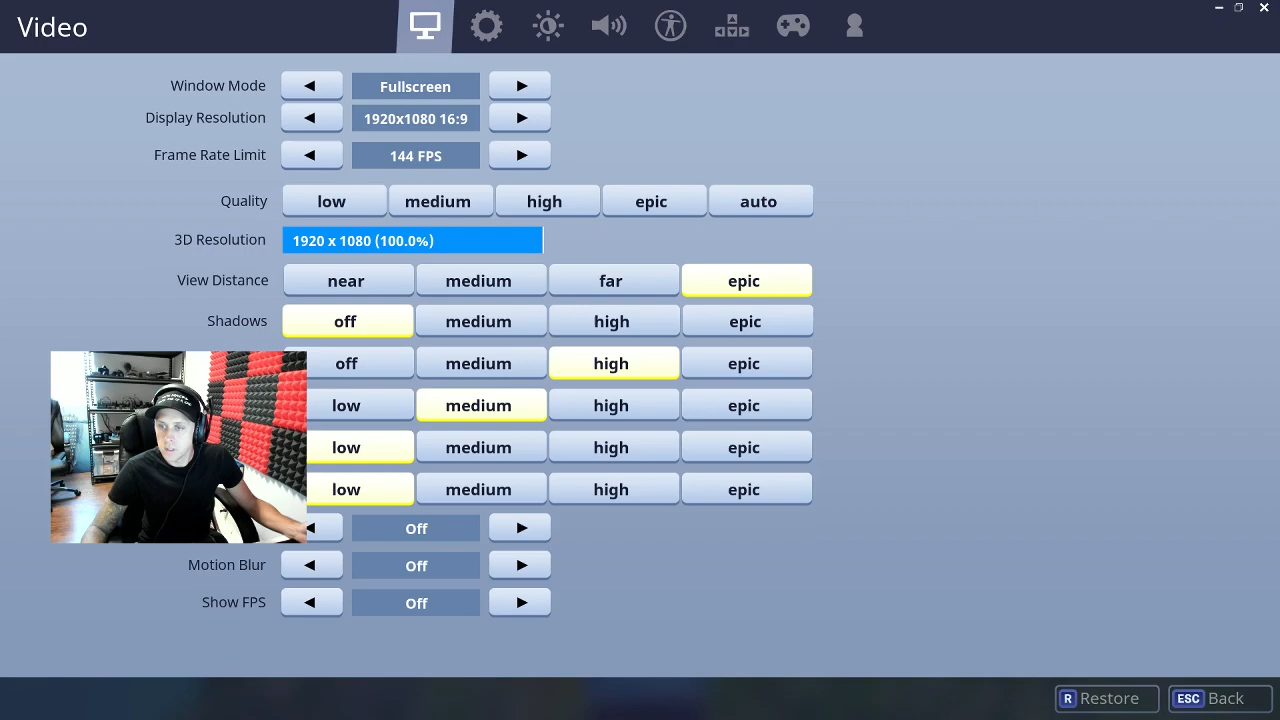 Video
Window Mode ◄ Fullscreen ►
Display Resolution ◄ 1920x1080 16:9 ►
Frame Rate Limit ◄ 144 FPS ►
Quality low medium high epic auto
3D Resolution 1920 x 1080 (100.0%)
View Distance near medium far epic
Shadows off medium high epic
off medium high epic
low medium high epic
low medium high epic
low medium high epic
◄ Off ►
Motion Blur ◄ Off ►
Show FPS ◄ Off ►
R Restore ESC Back